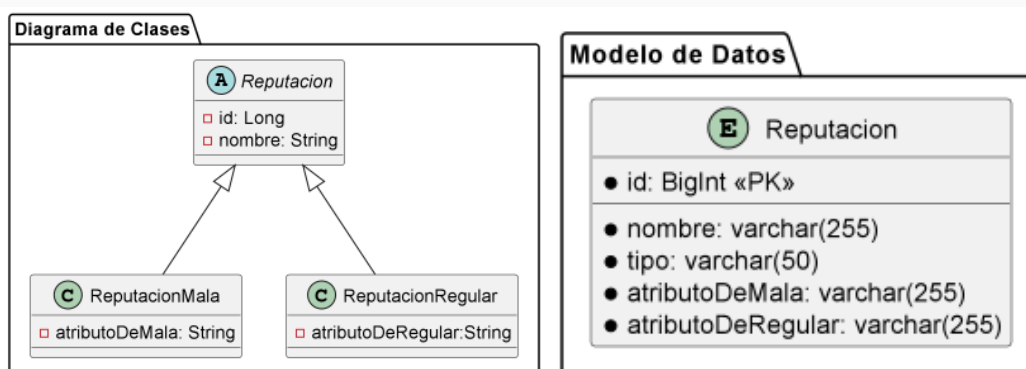 Diagrama de Clases
A Reputacion
id: Long
nombre: String
C ReputacionMala
atributoDeMala: String
C ReputacionRegular
atributoDeRegular:String
Modelo de Datos
E Reputacion
id: BigInt «PK»
nombre: varchar(255)
tipo: varchar(50)
atributoDeMala: varchar(255)
atributoDeRegular: varchar(255)